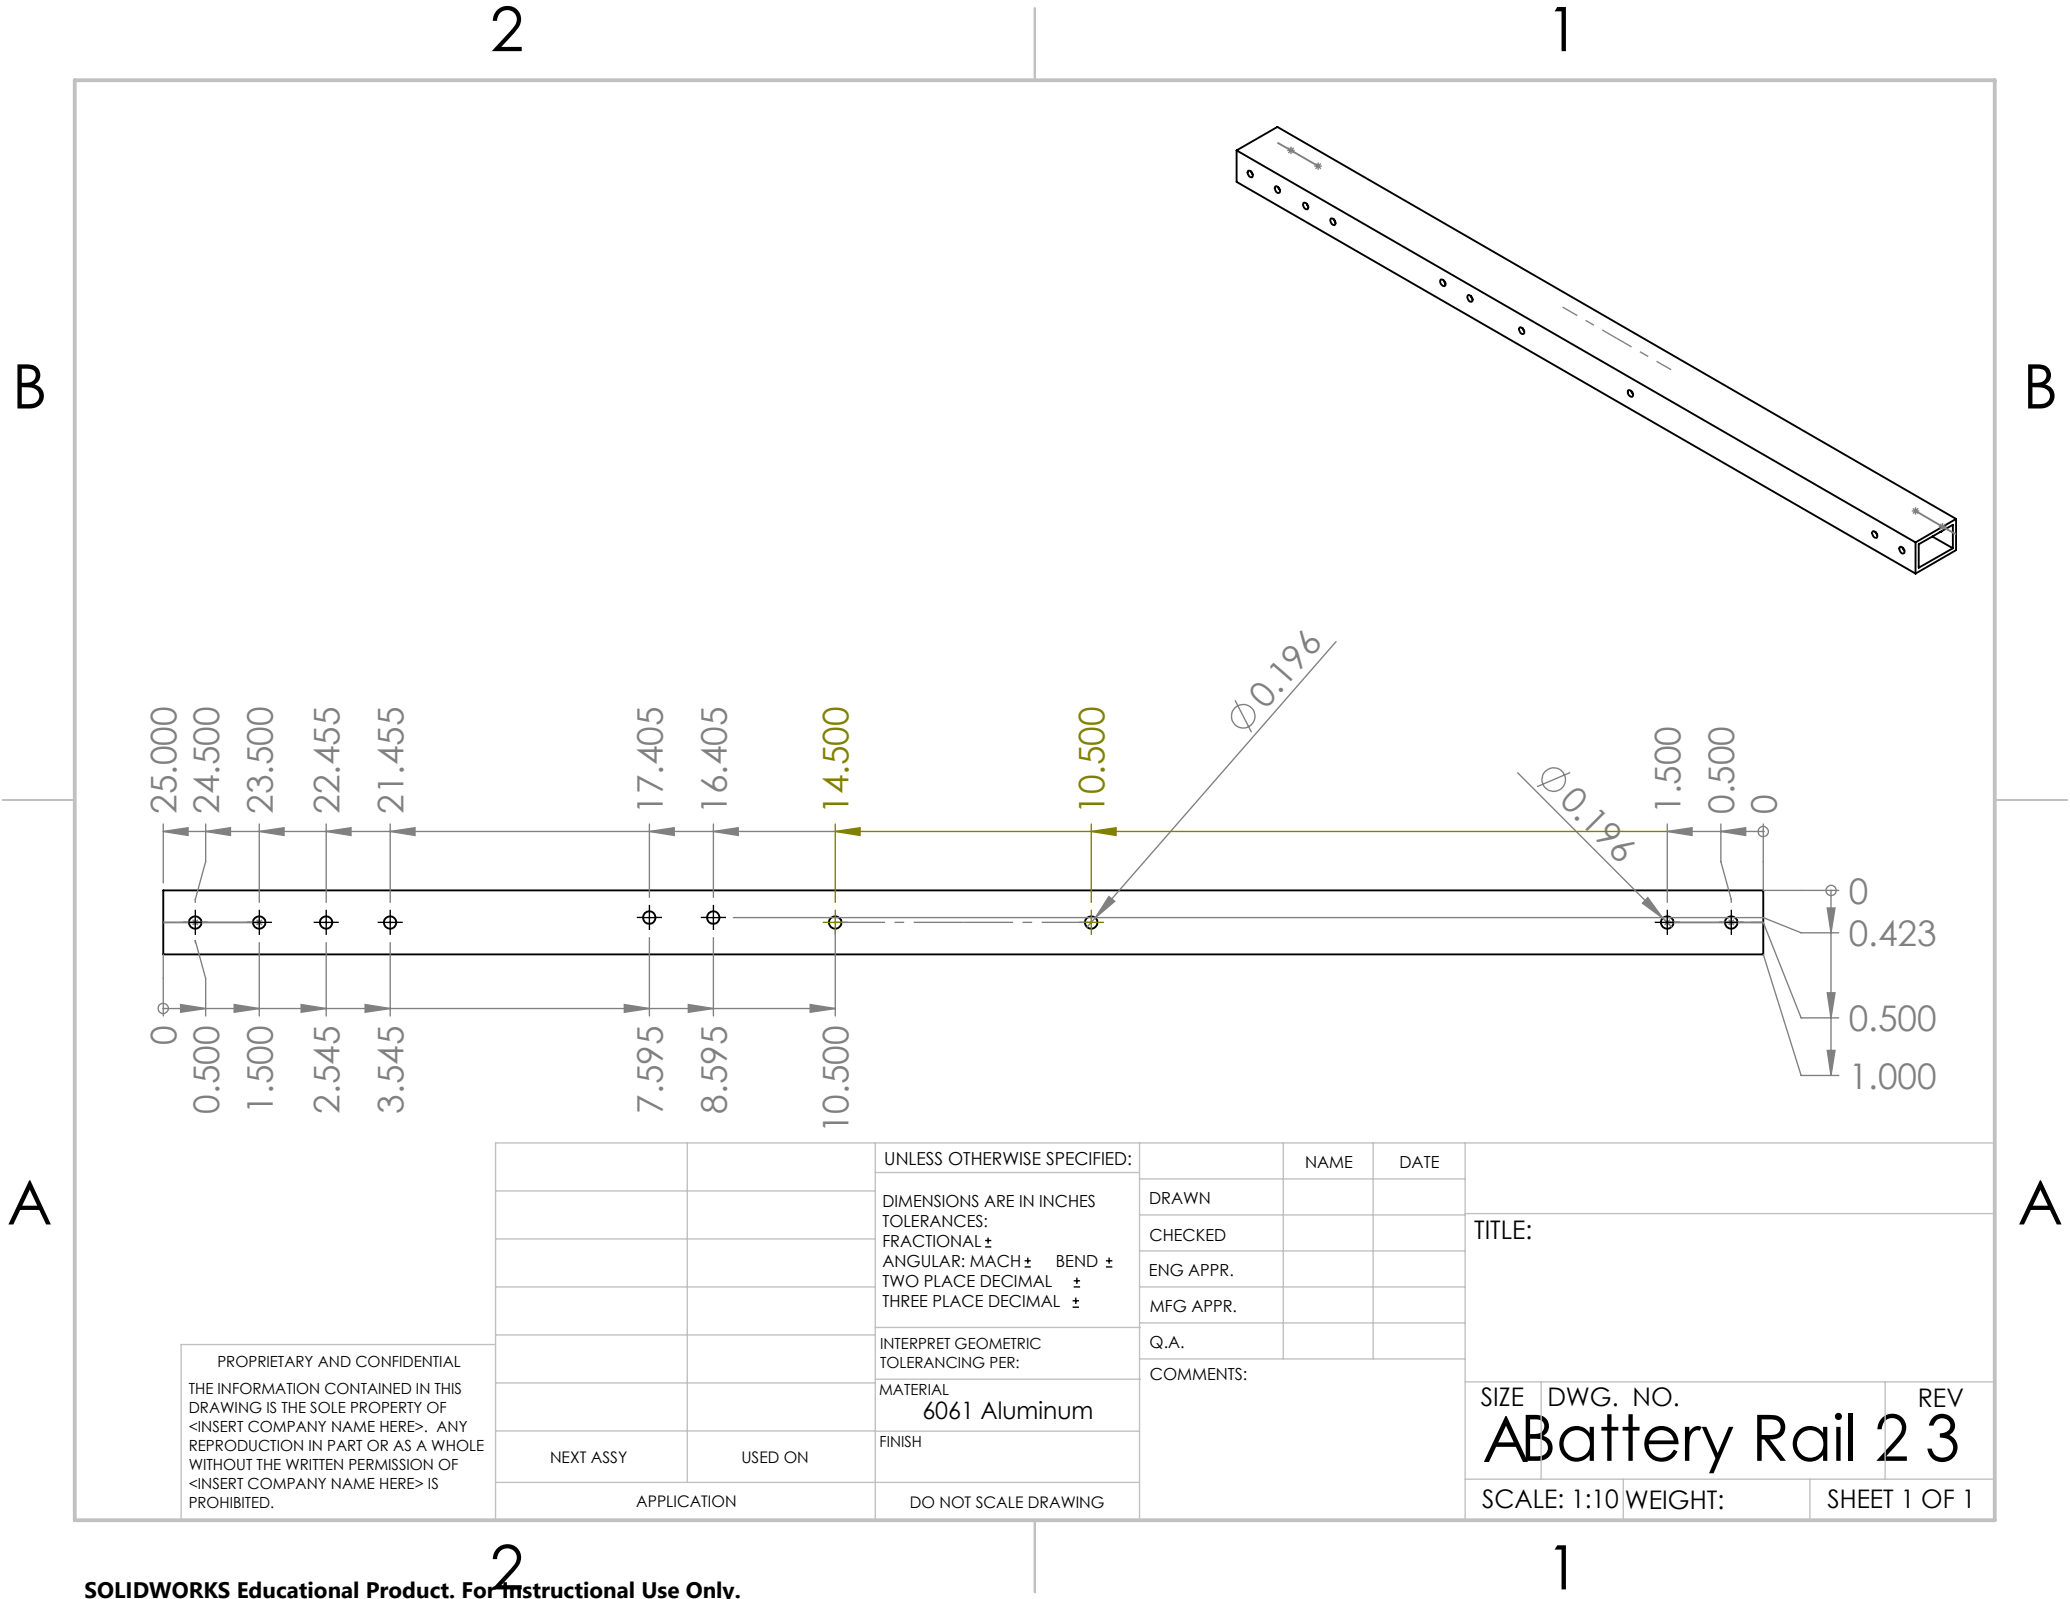 2 1
B B
⌀0.196
⌀0.196
25.000 24.500 23.500 22.455 21.455 17.405 16.405 14.500 10.500 1.500 0.500 0
0
0.423
0.500
1.000
0 0.500 1.500 2.545 3.545 7.595 8.595 10.500
A A
UNLESS OTHERWISE SPECIFIED:
DIMENSIONS ARE IN INCHES
TOLERANCES:
FRACTIONAL ±
ANGULAR: MACH ± BEND ±
TWO PLACE DECIMAL ±
THREE PLACE DECIMAL ±
INTERPRET GEOMETRIC
TOLERANCING PER:
MATERIAL
6061 Aluminum
FINISH
DO NOT SCALE DRAWING
NAME DATE
DRAWN
CHECKED
ENG APPR.
MFG APPR.
Q.A.
COMMENTS:
TITLE:
SIZE DWG. NO. REV
A Battery Rail 2 3
SCALE: 1:10 WEIGHT: SHEET 1 OF 1
PROPRIETARY AND CONFIDENTIAL
THE INFORMATION CONTAINED IN THIS
DRAWING IS THE SOLE PROPERTY OF
<INSERT COMPANY NAME HERE>. ANY
REPRODUCTION IN PART OR AS A WHOLE
WITHOUT THE WRITTEN PERMISSION OF
<INSERT COMPANY NAME HERE> IS
PROHIBITED.
NEXT ASSY USED ON
APPLICATION
2 1
SOLIDWORKS Educational Product. For Instructional Use Only.